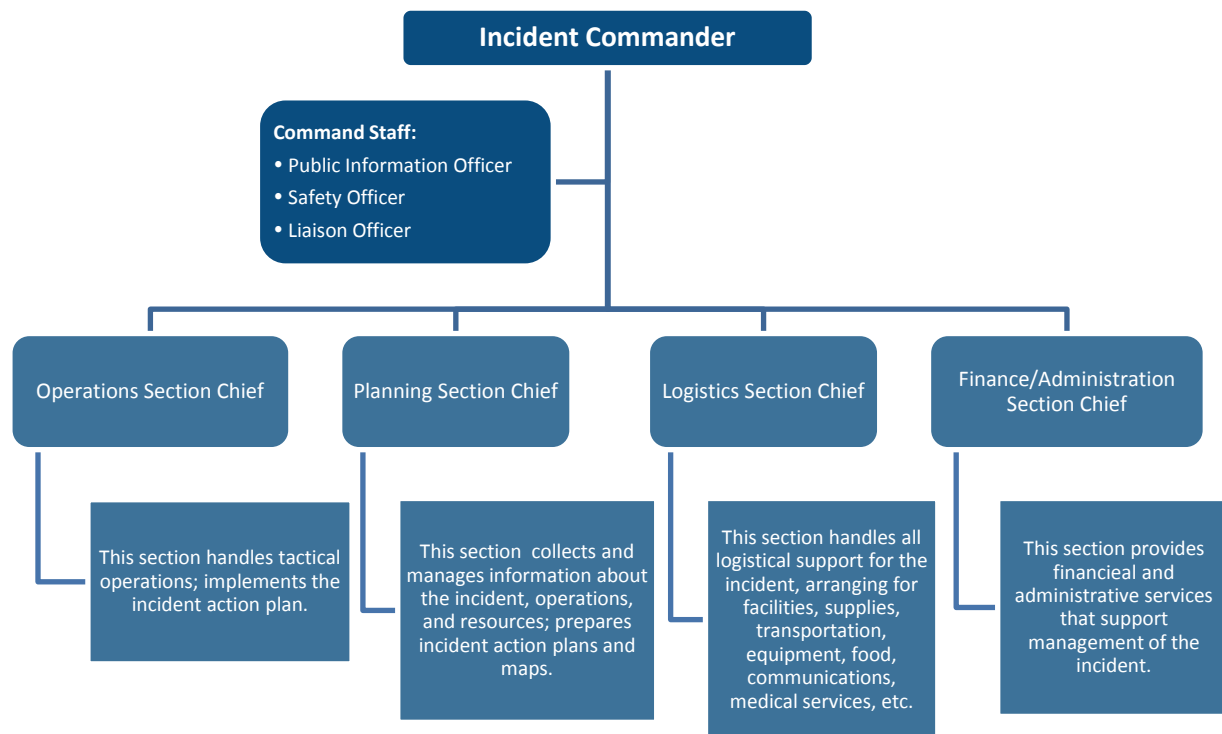 Incident Commander
Command Staff:
• Public Information Officer
• Safety Officer
• Liaison Officer
Operations Section Chief
Planning Section Chief
Logistics Section Chief
Finance/Administration
Section Chief
This section handles tactical
operations; implements the
incident action plan.
This section collects and
manages information about
the incident, operations,
and resources; prepares
incident action plans and
maps.
This section handles all
logistical support for the
incident, arranging for
facilities, supplies,
transportation,
equipment, food,
communications,
medical services, etc.
This section provides
financieal and
administrative services
that support
management of the
incident.